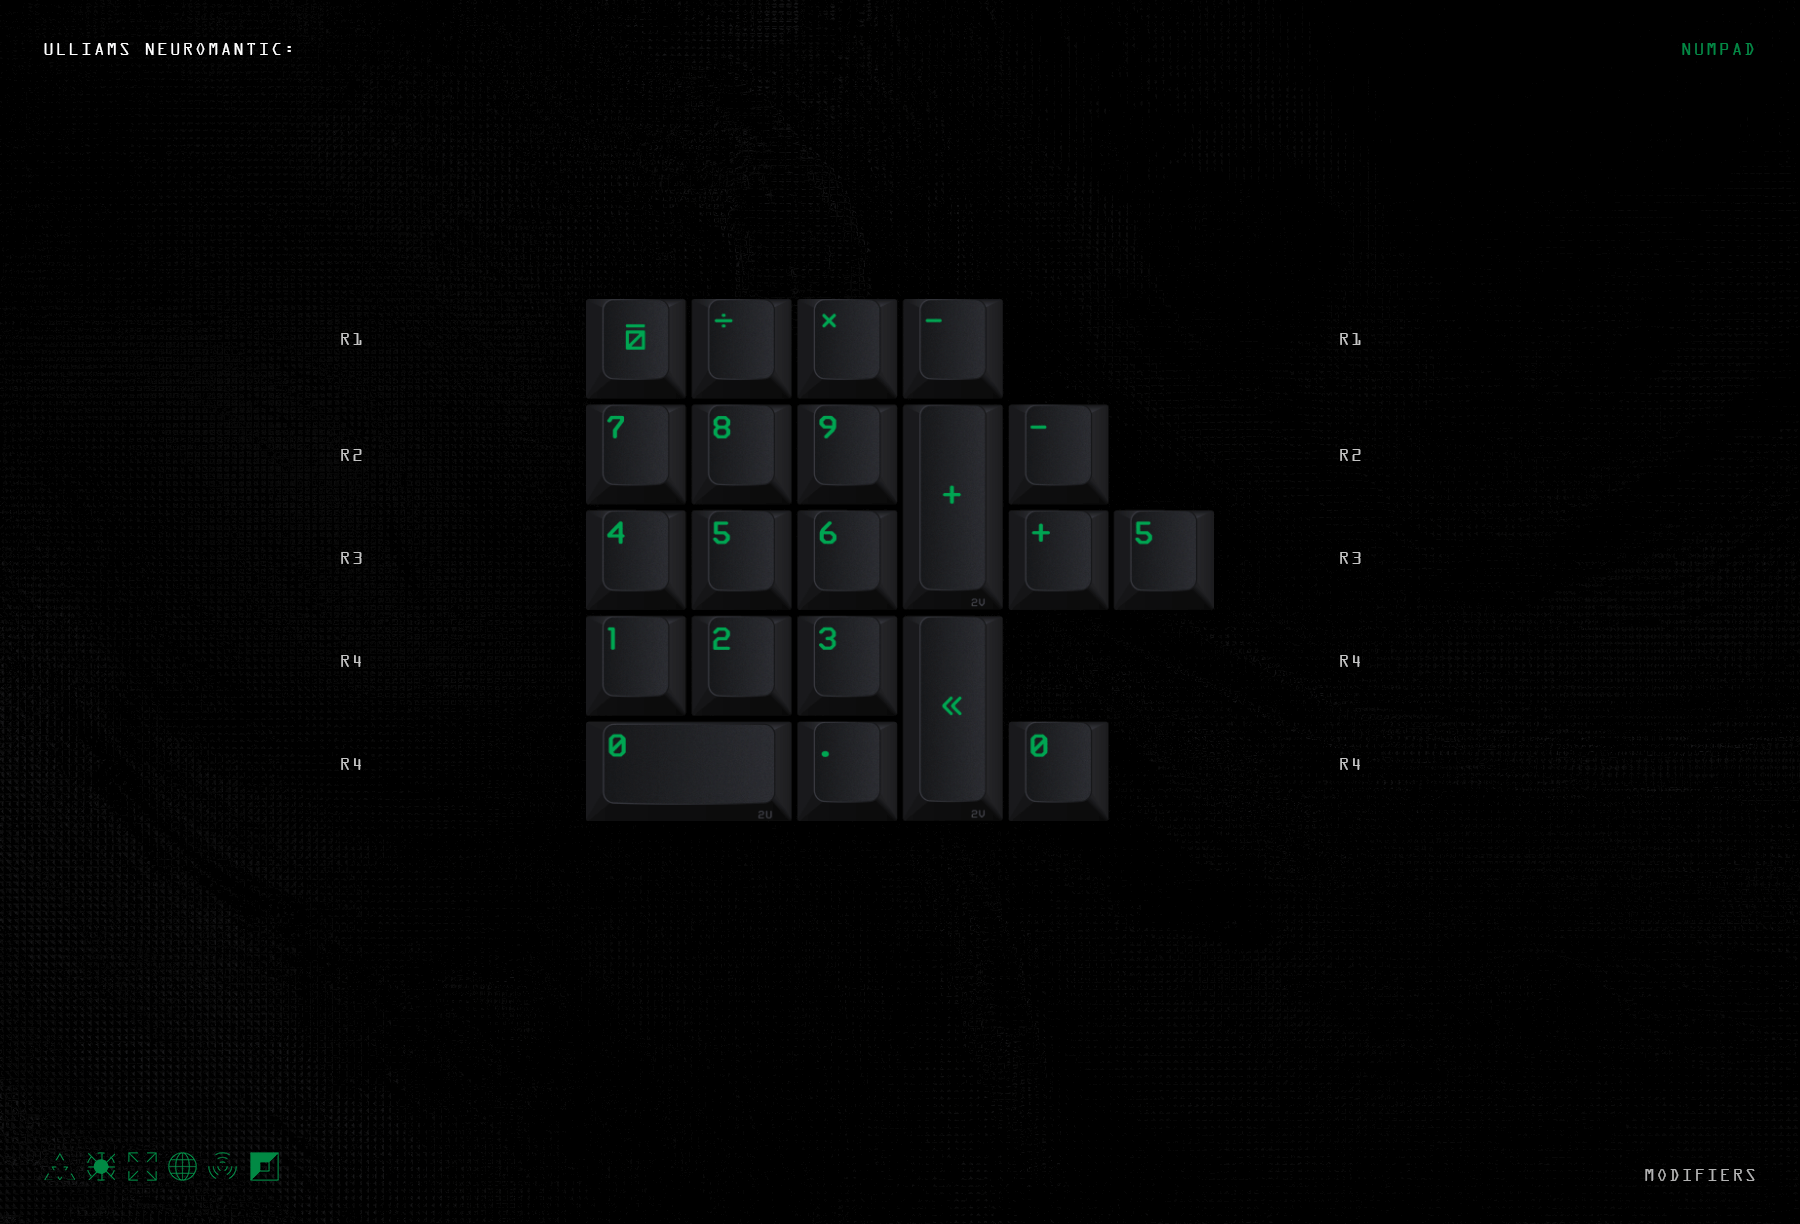 ULLIAMS NEUROMANTIC: NUMPAD
R1 0̅ ÷ × − R1
R2 7 8 9 + − R2
R3 4 5 6 2U + 5 R3
R4 1 2 3 « R4
R4 0 2U . 2U 0 R4
MODIFIERS